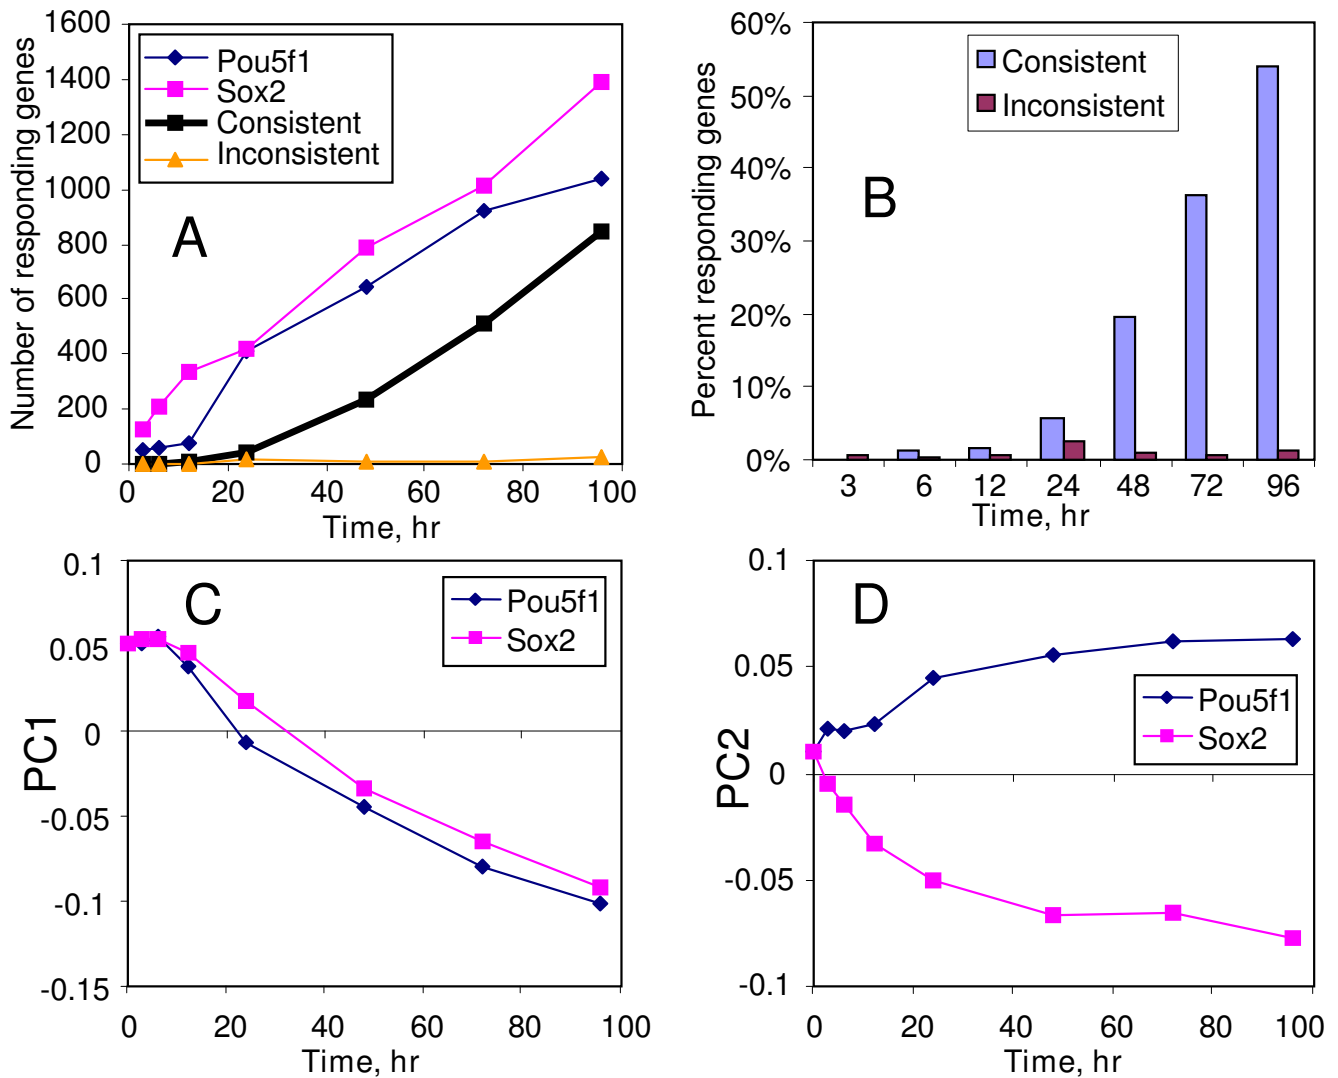 Number of responding genes
1600
1400
1200
1000
800
600
400
200
0
Pou5f1
Sox2
Consistent
Inconsistent
A
0 20 40 60 80 100
Time, hr
Percent responding genes
60%
50%
40%
30%
20%
10%
0%
Consistent
Inconsistent
B
3 6 12 24 48 72 96
Time, hr
PC1
0.1
0.05
0
-0.05
-0.1
-0.15
C
Pou5f1
Sox2
0 20 40 60 80 100
Time, hr
PC2
0.1
0.05
0
-0.05
-0.1
D
Pou5f1
Sox2
0 20 40 60 80 100
Time, hr